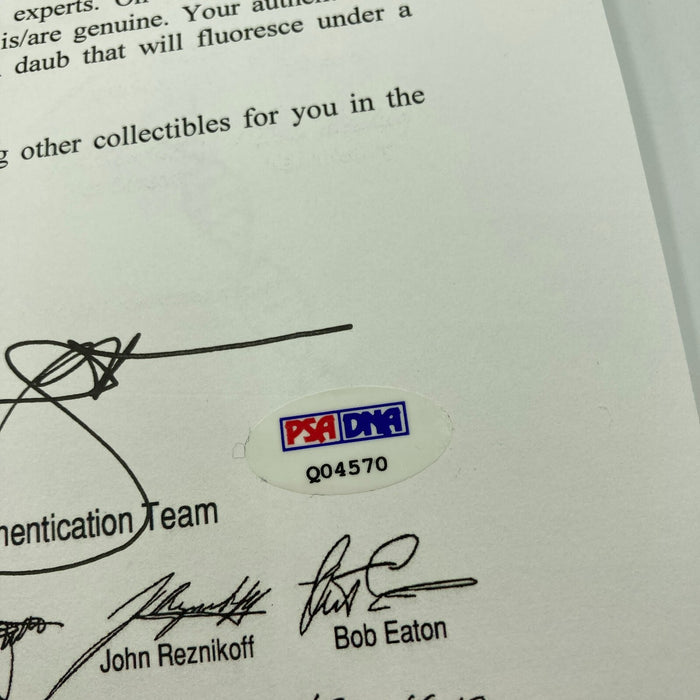 experts.
is/are genuine. Your
daub that will fluoresce under a
other collectibles for you in the
PSA DNA
Q04570
Team
John Reznikoff
Bob Eaton